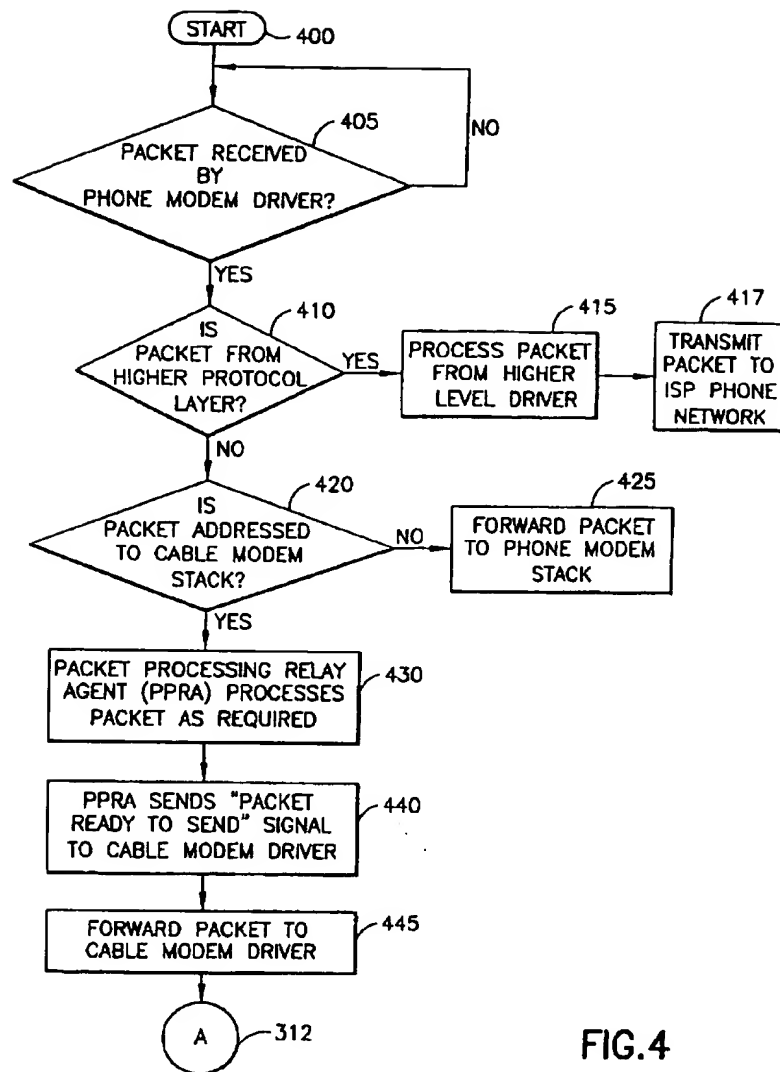 START
400
405
NO
PACKET RECEIVED
BY
PHONE MODEM DRIVER?
YES
410
IS
PACKET FROM
HIGHER PROTOCOL
LAYER?
YES
415
PROCESS PACKET
FROM HIGHER
LEVEL DRIVER
417
TRANSMIT
PACKET TO
ISP PHONE
NETWORK
NO
420
IS
PACKET ADDRESSED
TO CABLE MODEM
STACK?
NO
425
FORWARD PACKET
TO PHONE MODEM
STACK
YES
PACKET PROCESSING RELAY
AGENT (PPRA) PROCESSES
PACKET AS REQUIRED
430
PPRA SENDS "PACKET
READY TO SEND" SIGNAL
TO CABLE MODEM DRIVER
440
FORWARD PACKET TO
CABLE MODEM DRIVER
445
A
312
FIG.4